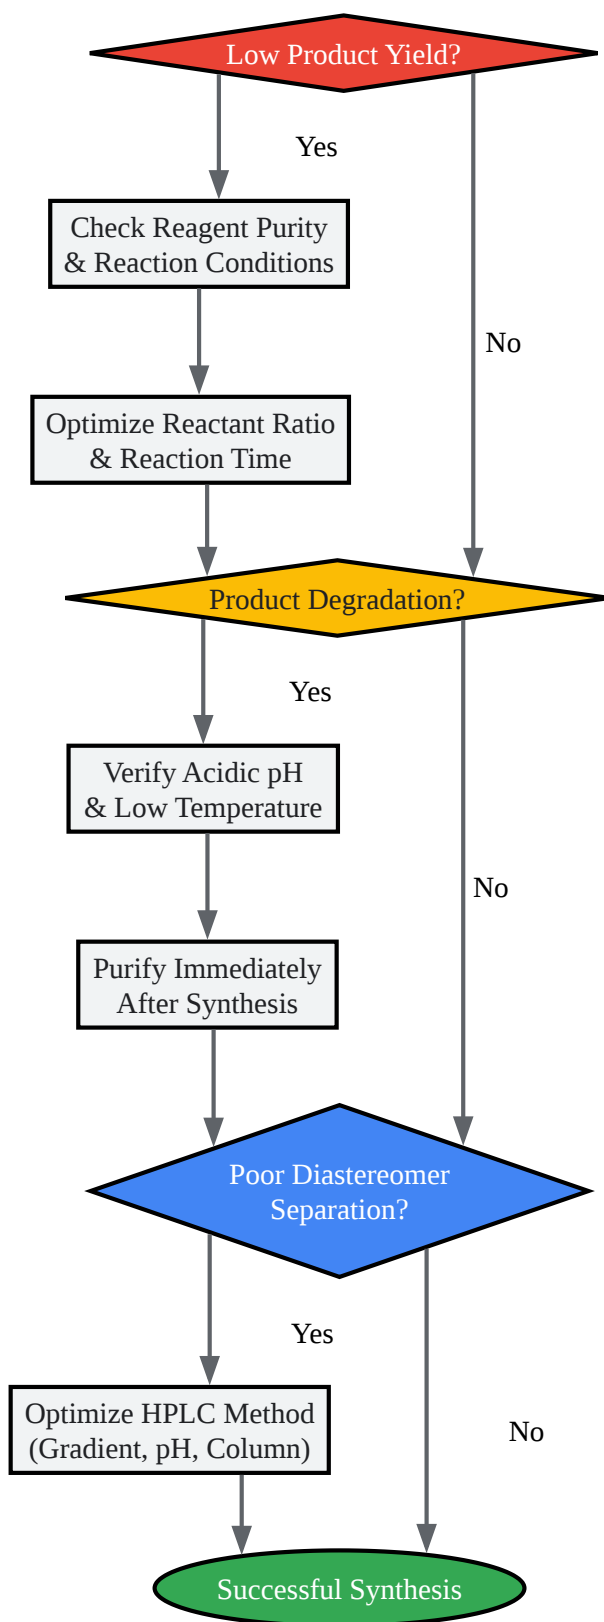 Low Product Yield?
Yes
Check Reagent Purity
& Reaction Conditions
No
Optimize Reactant Ratio
& Reaction Time
Product Degradation?
Yes
Verify Acidic pH
& Low Temperature
No
Purify Immediately
After Synthesis
Poor Diastereomer
Separation?
Yes
Optimize HPLC Method
(Gradient, pH, Column)
No
Successful Synthesis